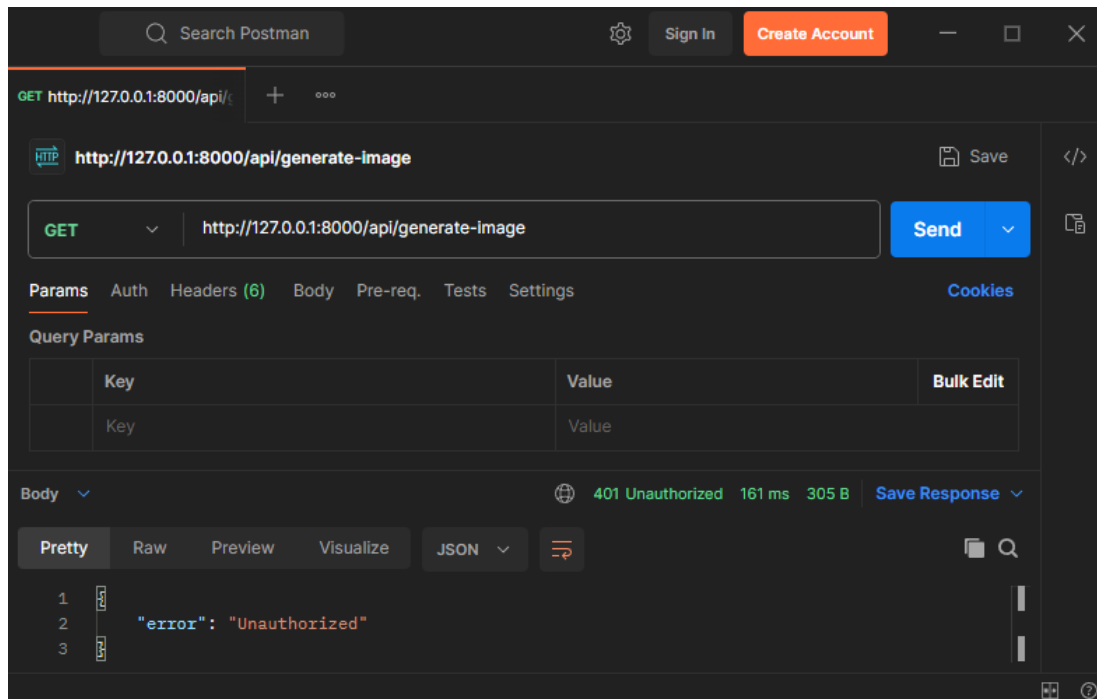 Search Postman Sign In Create Account
GET http://127.0.0.1:8000/api/
HTTP http://127.0.0.1:8000/api/generate-image Save </>
GET http://127.0.0.1:8000/api/generate-image Send
Params Auth Headers (6) Body Pre-req. Tests Settings Cookies
Query Params
Key Value Bulk Edit
Key Value
Body 401 Unauthorized 161 ms 305 B Save Response
Pretty Raw Preview Visualize JSON
1 {
2 "error": "Unauthorized"
3 }